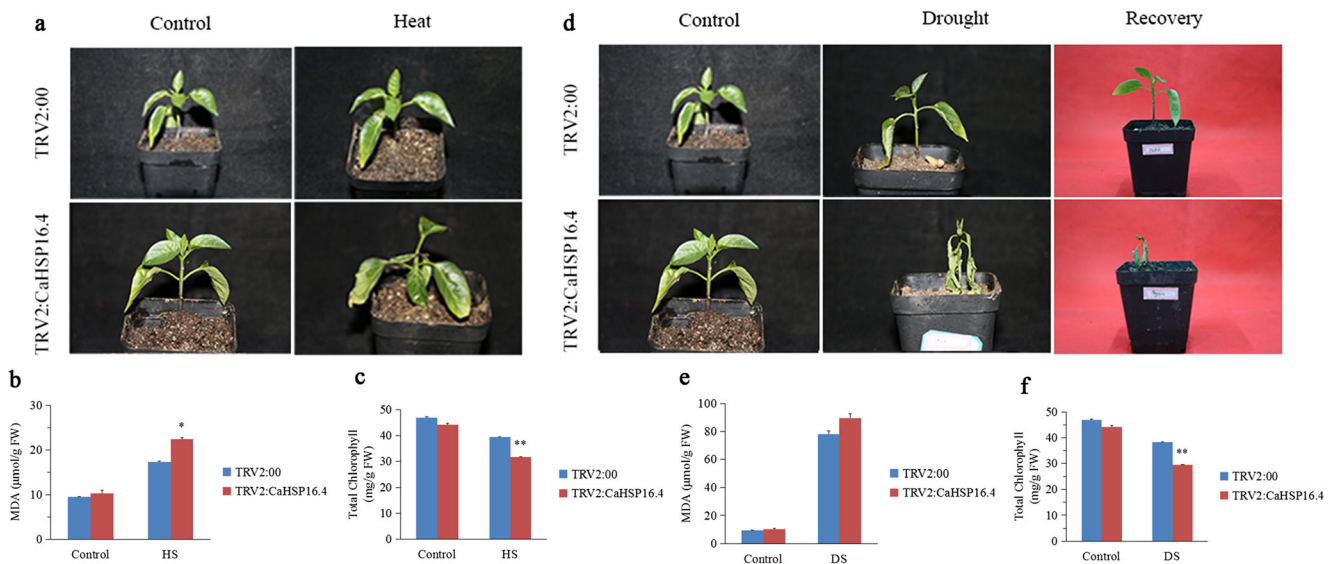 a
Control
Heat
TRV2:00
TRV2:CaHSP16.4
d
Control
Drought
Recovery
TRV2:00
TRV2:CaHSP16.4
b
MDA (µmol/g FW)
30
20
10
0
*
Control
HS
TRV2:00
TRV2:CaHSP16.4
c
Total Chlorophyll
(mg/g FW)
50
40
30
20
10
0
**
Control
HS
TRV2:00
TRV2:CaHSP16.4
e
MDA (µmol/g FW)
100
80
60
40
20
0
Control
DS
TRV2:00
TRV2:CaHSP16.4
f
Total Chlorophyll
(mg/g FW)
50
40
30
20
10
0
**
Control
DS
TRV2:00
TRV2:CaHSP16.4